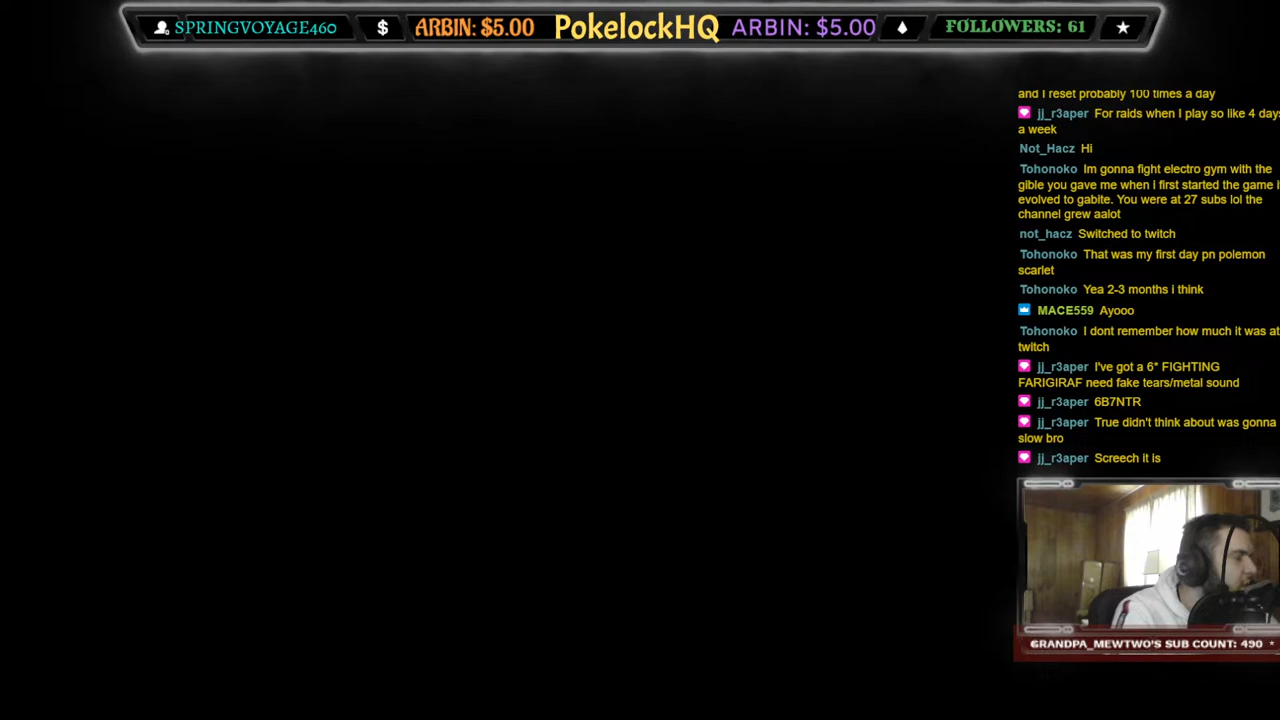 SPRINGVOYAGE460 $ ARBIN: $5.00 PokelockHQ ARBIN: $5.00 FOLLOWERS: 61
and I reset probably 100 times a day
jj_r3aper For raids when I play so like 4 days
a week
Not_Hacz Hi
Tohonoko Im gonna fight electro gym with the
gible you gave me when i first started the game
evolved to gabite. You were at 27 subs lol the
channel grew aalot
not_hacz Switched to twitch
Tohonoko That was my first day pn polemon
scarlet
Tohonoko Yea 2-3 months i think
MACE559 Ayooo
Tohonoko I dont remember how much it was at
twitch
jj_r3aper I've got a 6* FIGHTING
FARIGIRAF need fake tears/metal sound
jj_r3aper 6B7NTR
jj_r3aper True didn't think about was gonna
slow bro
jj_r3aper Screech it is
GRANDPA_MEWTWO'S SUB COUNT: 490 *